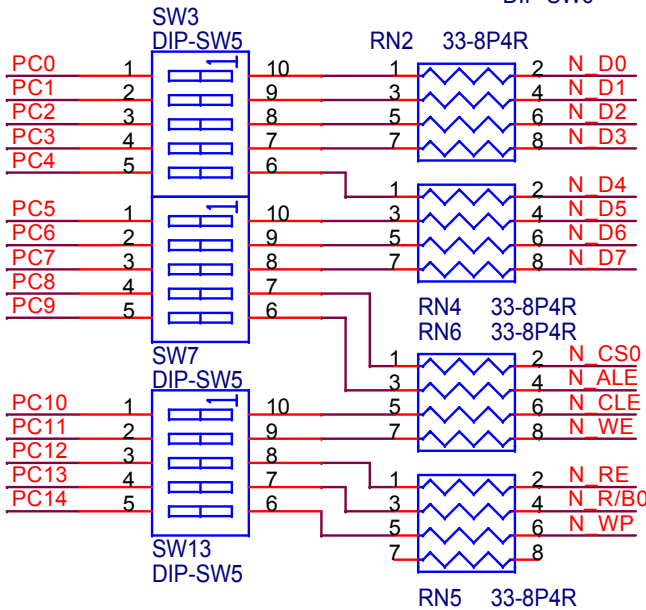 DIP-SW6
SW3
DIP-SW5
RN2 33-8P4R
PC0 1 10 1 2 N_D0
PC1 2 9 3 4 N_D1
PC2 3 8 5 6 N_D2
PC3 4 7 7 8 N_D3
PC4 5 6
1 2 N_D4
PC5 1 10 3 4 N_D5
PC6 2 9 5 6 N_D6
PC7 3 8 7 8 N_D7
PC8 4 7
PC9 5 6
RN4 33-8P4R
RN6 33-8P4R
SW7
DIP-SW5
1 2 N_CS0
3 4 N_ALE
PC10 1 10 5 6 N_CLE
PC11 2 9 7 8 N_WE
PC12 3 8
PC13 4 7 1 2 N_RE
PC14 5 6 3 4 N_R/B0
5 6 N_WP
7 8
SW13
DIP-SW5
RN5 33-8P4R